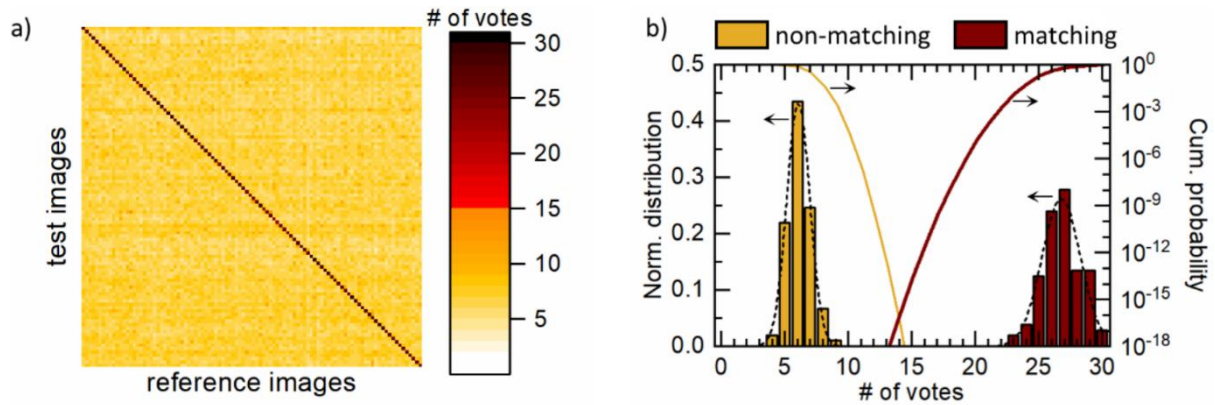 a)
# of votes
30
25
20
15
10
5
test images
reference images
b)
non-matching
matching
0.5
0.4
0.3
0.2
0.1
0.0
Norm. distribution
10⁰
10⁻³
10⁻⁶
10⁻⁹
10⁻¹²
10⁻¹⁵
10⁻¹⁸
Cum. probability
0 5 10 15 20 25 30
# of votes